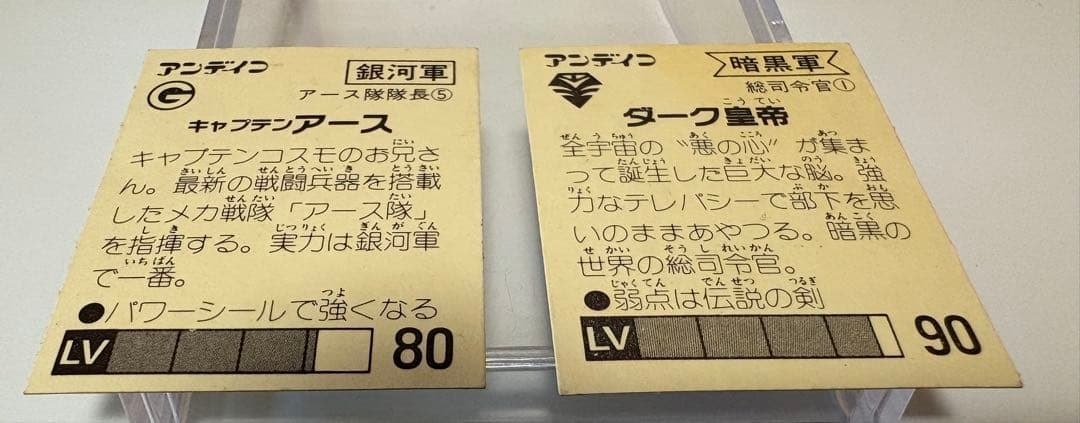 アンデイコ
銀河軍
G
アース隊隊長⑤
キャプテンアース
キャプテンコスモのお兄さ
ん。最新の戦闘兵器を搭載
したメカ戦隊「アース隊」
を指揮する。実力は銀河軍
で一番。
●パワーシールで強くなる
LV 80
アンデイコ
暗黒軍
総司令官①
ダーク皇帝
全宇宙の〝悪の心〟が集ま
って誕生した巨大な脳。強
力なテレパシーで部下を思
いのままあやつる。暗黒の
世界の総司令官。
●弱点は伝説の剣
LV 90